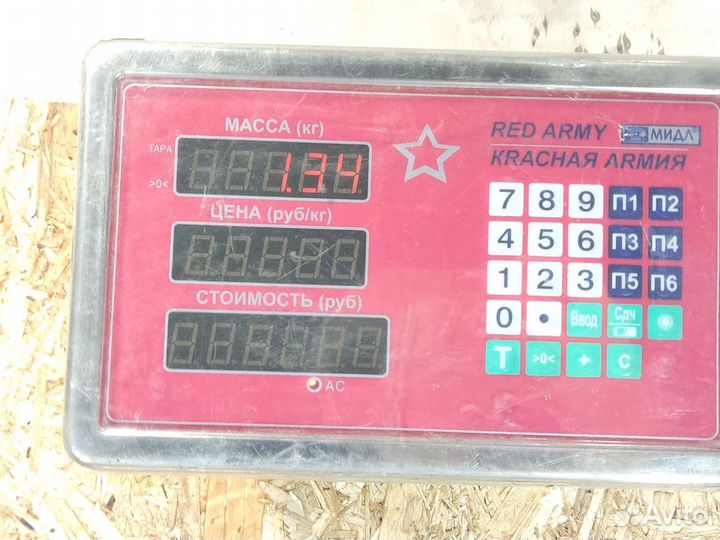 МАССА (кг)
ТАРА
>0<
1.34
ЦЕНА (руб/кг)
СТОИМОСТЬ (руб)
AC
RED ARMY МИДЛ
КRАСНАЯ АRМИЯ
7 8 9 П1 П2
4 5 6 П3 П4
1 2 3 П5 П6
0 • Ввод Сдч
T >0< + C
Avito